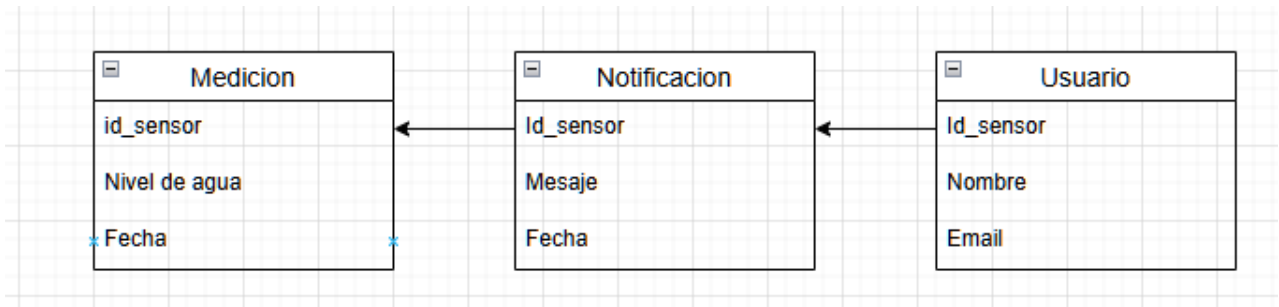 Medicion
id_sensor
Nivel de agua
Fecha
Notificacion
Id_sensor
Mesaje
Fecha
Usuario
Id_sensor
Nombre
Email